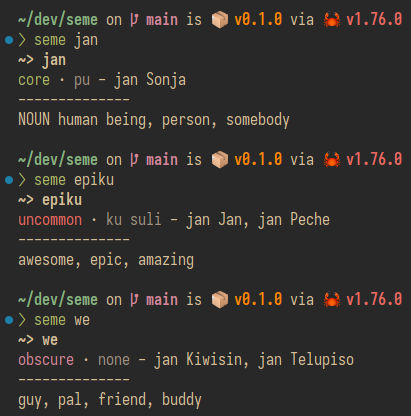 ~/dev/seme on main is 📦 v0.1.0 via 🦀 v1.76.0
❯ seme jan
~> jan
core · pu – jan Sonja
--------------
NOUN human being, person, somebody
~/dev/seme on main is 📦 v0.1.0 via 🦀 v1.76.0
❯ seme epiku
~> epiku
uncommon · ku suli – jan Jan, jan Peche
--------------
awesome, epic, amazing
~/dev/seme on main is 📦 v0.1.0 via 🦀 v1.76.0
❯ seme we
~> we
obscure · none – jan Kiwisin, jan Telupiso
--------------
guy, pal, friend, buddy